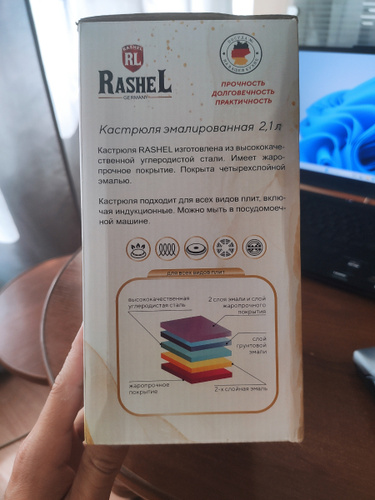 RASHEL
RL
RASHEL
GERMANY
ПРОЧНОСТЬ
ДОЛГОВЕЧНОСТЬ
ПРАКТИЧНОСТЬ
Кастрюля эмалированная 2,1 л
Кастрюля RASHEL изготовлена из высококаче-
ственной углеродистой стали. Имеет жаро-
прочное покрытие. Покрыта четырехслойной
эмалью.
Кастрюля подходит для всех видов плит, вклю-
чая индукционные. Можно мыть в посудомоеч-
ной машине.
ДЛЯ ВСЕХ ВИДОВ ПЛИТ
высококачественная
углеродистая сталь
2 слоя эмали и слой
жаропрочного
покрытия
слой
грунтовой
эмали
жаропрочное
покрытие
2-х слойная эмаль